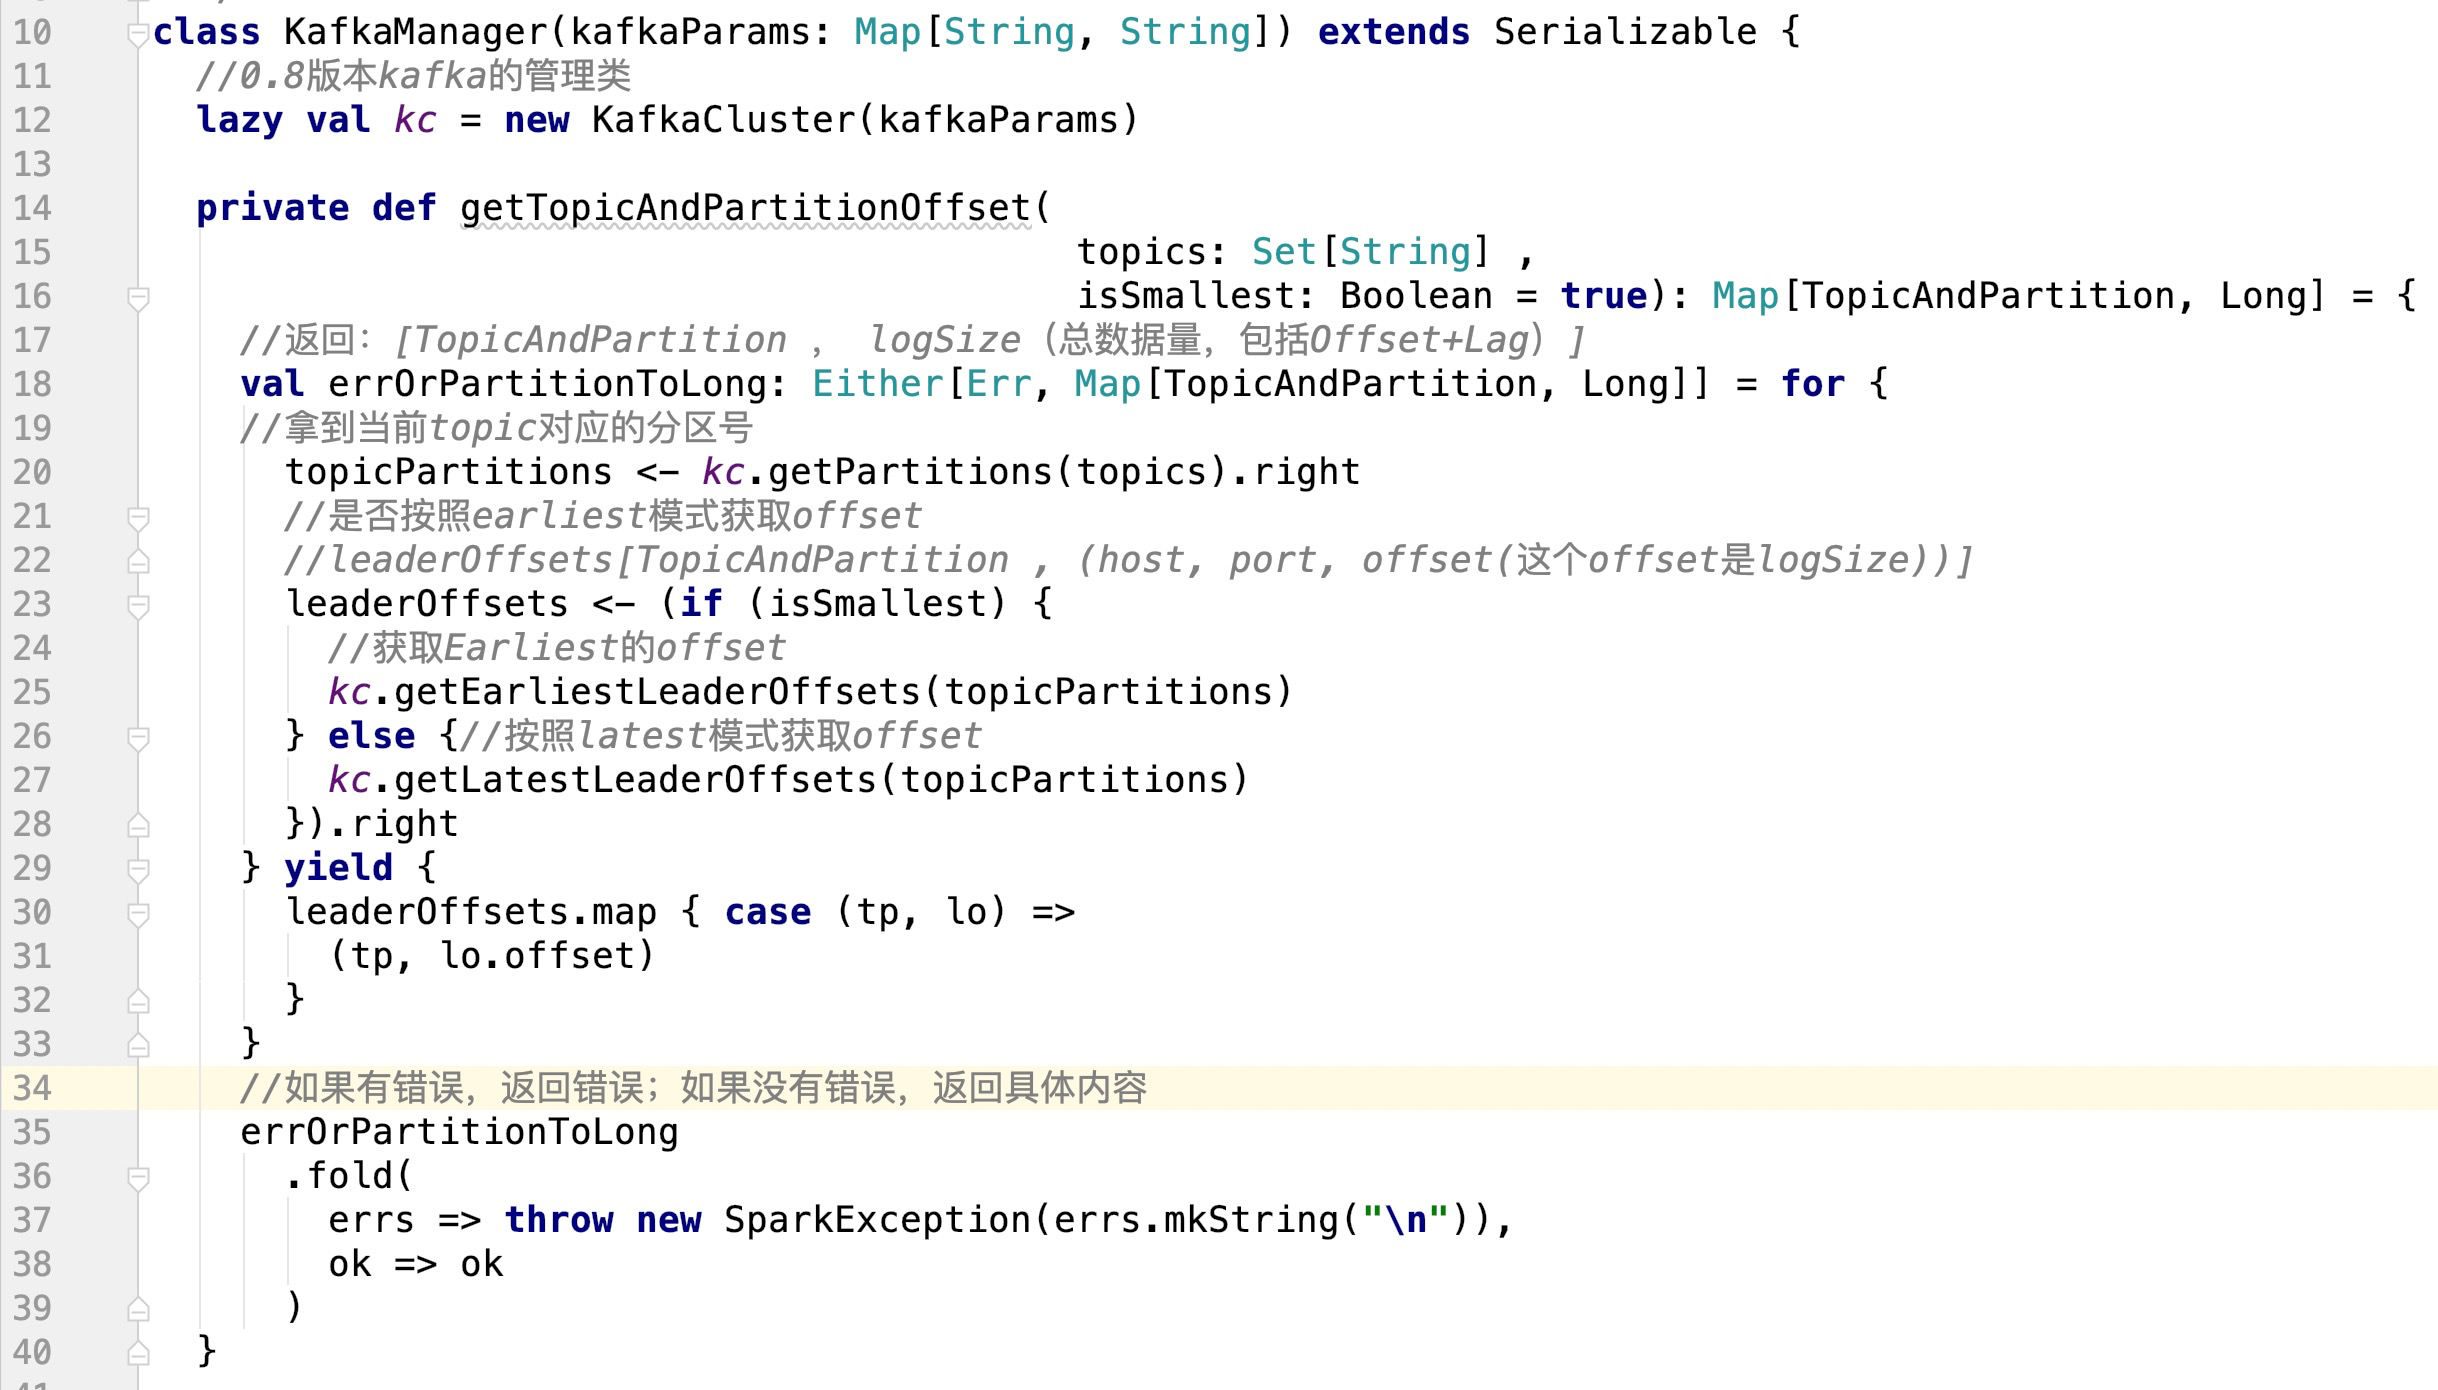 10 class KafkaManager(kafkaParams: Map[String, String]) extends Serializable {
11 //0.8版本kafka的管理类
12 lazy val kc = new KafkaCluster(kafkaParams)
13
14 private def getTopicAndPartitionOffset(
15 topics: Set[String] ,
16 isSmallest: Boolean = true): Map[TopicAndPartition, Long] = {
17 //返回：[TopicAndPartition ， logSize（总数据量，包括Offset+Lag）]
18 val errOrPartitionToLong: Either[Err, Map[TopicAndPartition, Long]] = for {
19 //拿到当前topic对应的分区号
20 topicPartitions <- kc.getPartitions(topics).right
21 //是否按照earliest模式获取offset
22 //leaderOffsets[TopicAndPartition , (host, port, offset(这个offset是logSize))]
23 leaderOffsets <- (if (isSmallest) {
24 //获取Earliest的offset
25 kc.getEarliestLeaderOffsets(topicPartitions)
26 } else {//按照latest模式获取offset
27 kc.getLatestLeaderOffsets(topicPartitions)
28 }).right
29 } yield {
30 leaderOffsets.map { case (tp, lo) =>
31 (tp, lo.offset)
32 }
33 }
34 //如果有错误，返回错误；如果没有错误，返回具体内容
35 errOrPartitionToLong
36 .fold(
37 errs => throw new SparkException(errs.mkString("\n")),
38 ok => ok
39 )
40 }